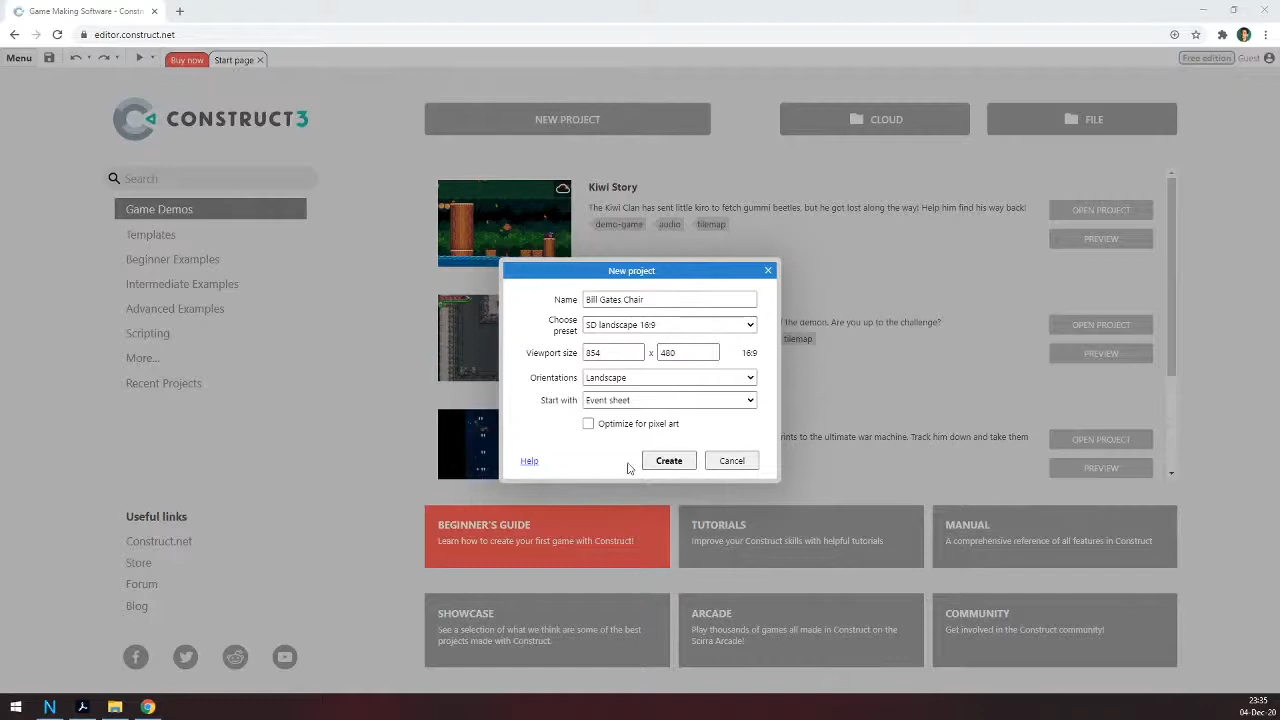 Game Making Software - Constr
editor.construct.net
Menu
Buy now
Start page
Free edition
Guest
CONSTRUCT3
NEW PROJECT
CLOUD
FILE
Search
Game Demos
Templates
Beginner Examples
Intermediate Examples
Advanced Examples
Scripting
More...
Recent Projects
Kiwi Story
The Kiwi Clan has sent little kiro to fetch gummi beetles, but he got lost along the way! Help him find his way back!
demo-game
audio
tilemap
OPEN PROJECT
PREVIEW
the demon. Are you up to the challenge?
tilemap
OPEN PROJECT
PREVIEW
to the ultimate war machine. Track him down and take them
OPEN PROJECT
PREVIEW
New project
Name
Bill Gates Chair
Choose
preset
SD landscape 16:9
Viewport size
854
x
480
16:9
Orientations
Landscape
Start with
Event sheet
Optimize for pixel art
Help
Create
Cancel
Useful links
Construct.net
Store
Forum
Blog
BEGINNER'S GUIDE
Learn how to create your first game with Construct!
TUTORIALS
Improve your Construct skills with helpful tutorials
MANUAL
A comprehensive reference of all features in Construct
SHOWCASE
See a selection of what we think are some of the best
projects made with Construct.
ARCADE
Play thousands of games all made in Construct on the
Scirra Arcade!
COMMUNITY
Get involved in the Construct community!
23:35
04-Dec-20